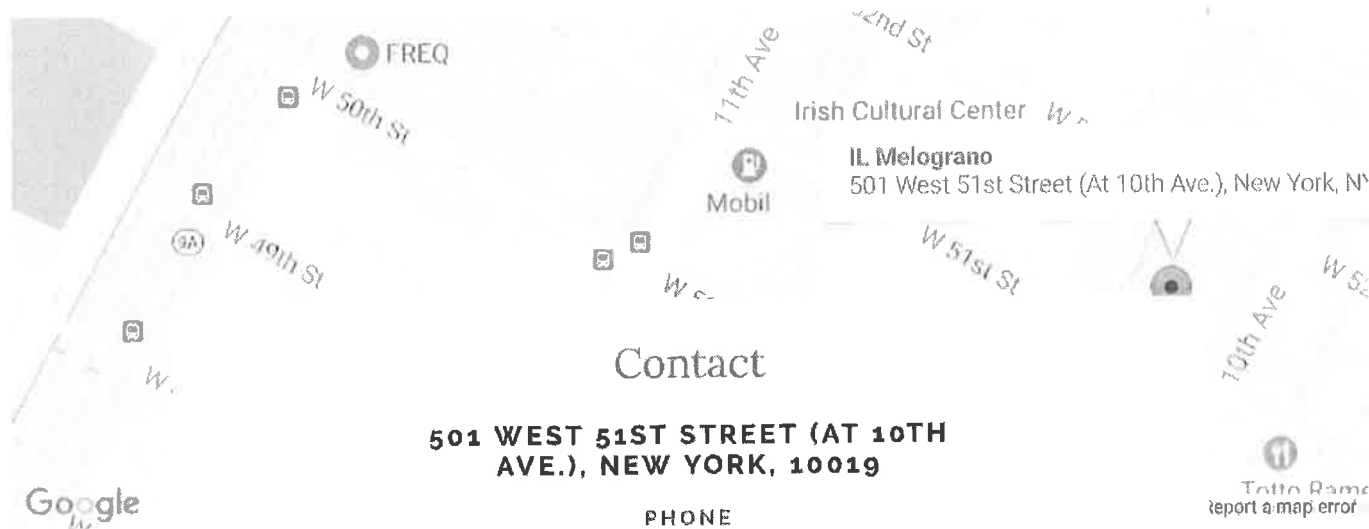 FREQ
W 50th St
11th Ave
Irish Cultural Center
IL Melograno
501 West 51st Street (At 10th Ave.), New York, NY
Mobil
9A
W 49th St
W 51st St
10th Ave
Contact
501 WEST 51ST STREET (AT 10TH
AVE.), NEW YORK, 10019
Google
PHONE
Report a map error